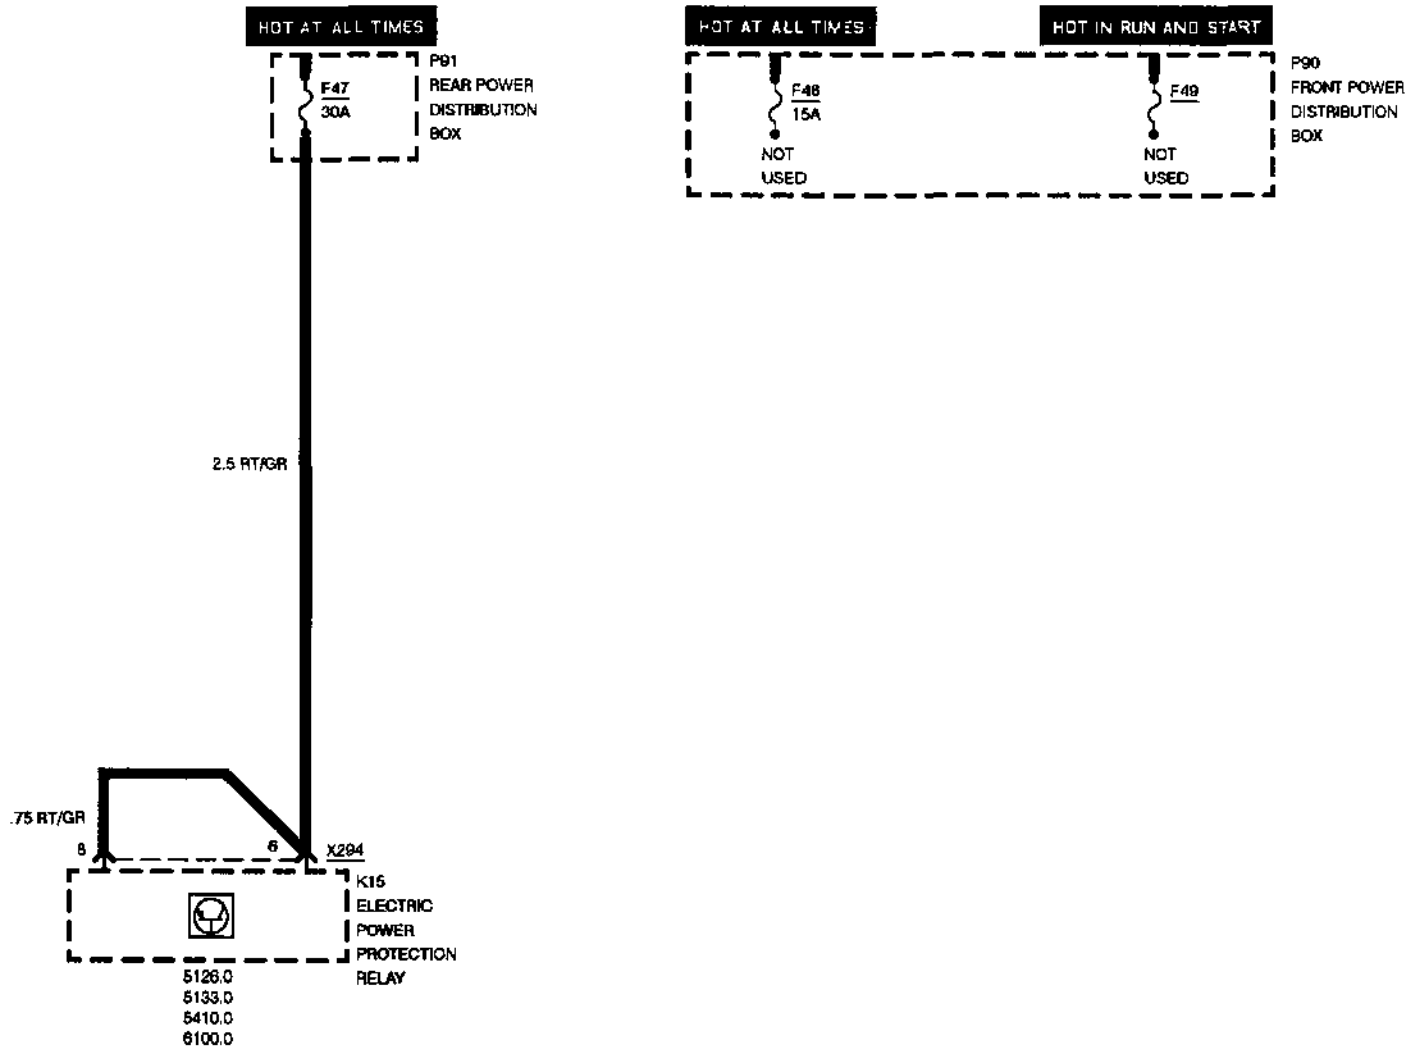 HOT AT ALL TIMES
P91
REAR POWER
DISTRIBUTION
BOX
F47
30A
HOT AT ALL TIMES
HOT IN RUN AND START
P90
FRONT POWER
DISTRIBUTION
BOX
F48
15A
NOT
USED
F49
NOT
USED
2.5 RT/GR
.75 RT/GR
8
6
X294
K15
ELECTRIC
POWER
PROTECTION
RELAY
5126.0
5133.0
5410.0
6100.0